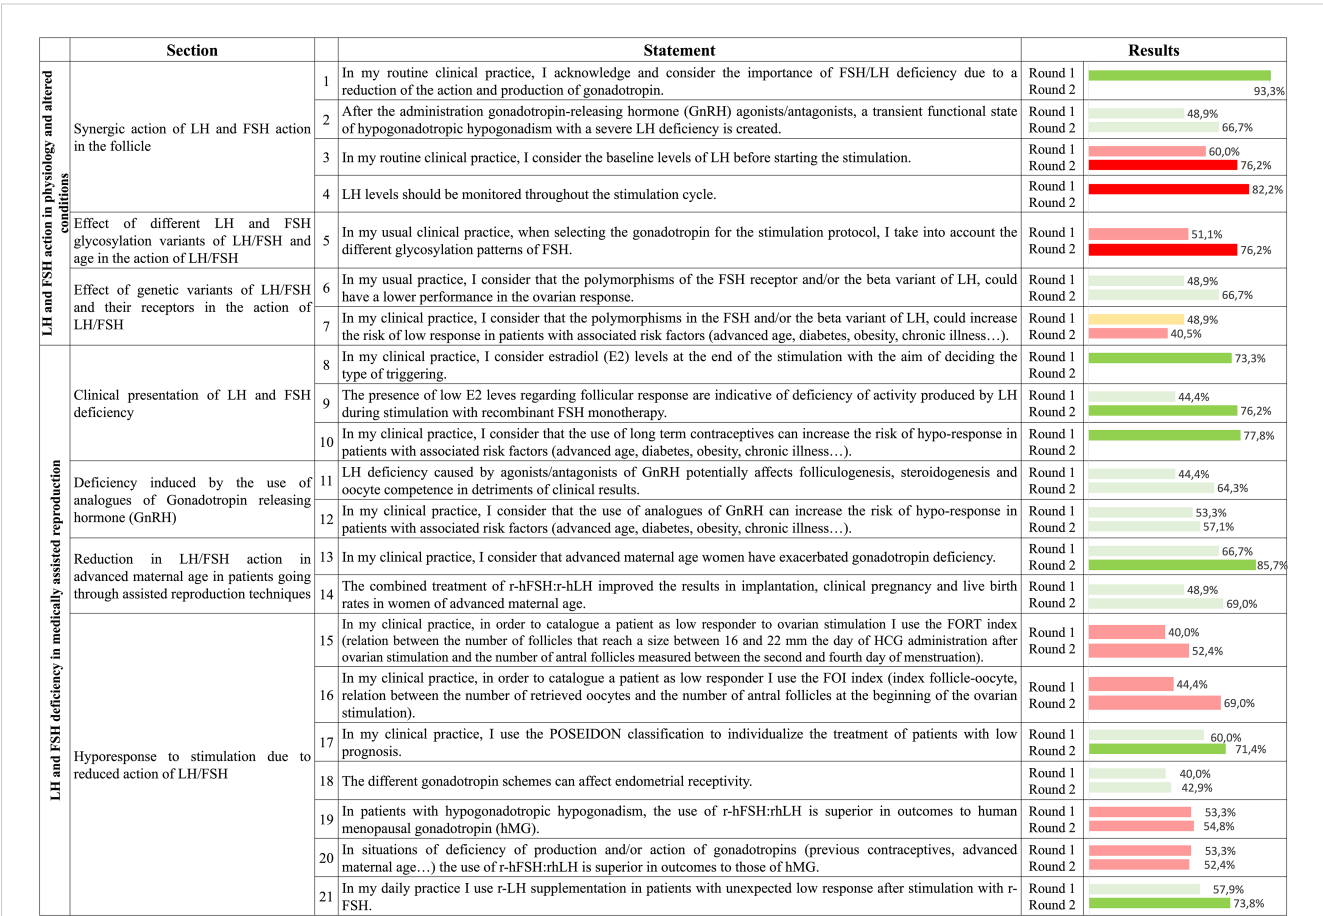 Section
Statement
Results
LH and FSH action in physiology and altered
conditions
Synergic action of LH and FSH action
in the follicle
1
In my routine clinical practice, I acknowledge and consider the importance of FSH/LH deficiency due to a
reduction of the action and production of gonadotropin.
Round 1
Round 2
93,3%
2
After the administration gonadotropin-releasing hormone (GnRH) agonists/antagonists, a transient functional state
of hypogonadotropic hypogonadism with a severe LH deficiency is created.
Round 1
48,9%
Round 2
66,7%
3
In my routine clinical practice, I consider the baseline levels of LH before starting the stimulation.
Round 1
60,0%
Round 2
76,2%
4
LH levels should be monitored throughout the stimulation cycle.
Round 1
82,2%
Round 2
Effect of different LH and FSH
glycosylation variants of LH/FSH and
age in the action of LH/FSH
5
In my usual clinical practice, when selecting the gonadotropin for the stimulation protocol, I take into account the
different glycosylation patterns of FSH.
Round 1
51,1%
Round 2
76,2%
Effect of genetic variants of LH/FSH
and their receptors in the action of
LH/FSH
6
In my usual practice, I consider that the polymorphisms of the FSH receptor and/or the beta variant of LH, could
have a lower performance in the ovarian response.
Round 1
48,9%
Round 2
66,7%
7
In my clinical practice, I consider that the polymorphisms in the FSH and/or the beta variant of LH, could increase
the risk of low response in patients with associated risk factors (advanced age, diabetes, obesity, chronic illness…).
Round 1
48,9%
Round 2
40,5%
LH and FSH deficiency in medically assisted reproduction
Clinical presentation of LH and FSH
deficiency
8
In my clinical practice, I consider estradiol (E2) levels at the end of the stimulation with the aim of deciding the
type of triggering.
Round 1
73,3%
Round 2
9
The presence of low E2 leves regarding follicular response are indicative of deficiency of activity produced by LH
during stimulation with recombinant FSH monotherapy.
Round 1
44,4%
Round 2
76,2%
10
In my clinical practice, I consider that the use of long term contraceptives can increase the risk of hypo-response in
patients with associated risk factors (advanced age, diabetes, obesity, chronic illness…).
Round 1
77,8%
Round 2
Deficiency induced by the use of
analogues of Gonadotropin releasing
hormone (GnRH)
11
LH deficiency caused by agonists/antagonists of GnRH potentially affects folliculogenesis, steroidogenesis and
oocyte competence in detriments of clinical results.
Round 1
44,4%
Round 2
64,3%
12
In my clinical practice, I consider that the use of analogues of GnRH can increase the risk of hypo-response in
patients with associated risk factors (advanced age, diabetes, obesity, chronic illness…).
Round 1
53,3%
Round 2
57,1%
Reduction in LH/FSH action in
advanced maternal age in patients going
through assisted reproduction techniques
13
In my clinical practice, I consider that advanced maternal age women have exacerbated gonadotropin deficiency.
Round 1
66,7%
Round 2
85,7%
14
The combined treatment of r-hFSH:r-hLH improved the results in implantation, clinical pregnancy and live birth
rates in women of advanced maternal age.
Round 1
48,9%
Round 2
69,0%
Hyporesponse to stimulation due to
reduced action of LH/FSH
15
In my clinical practice, in order to catalogue a patient as low responder to ovarian stimulation I use the FORT index
(relation between the number of follicles that reach a size between 16 and 22 mm the day of HCG administration after
ovarian stimulation and the number of antral follicles measured between the second and fourth day of menstruation).
Round 1
40,0%
Round 2
52,4%
16
In my clinical practice, in order to catalogue a patient as low responder I use the FOI index (index follicle-oocyte,
relation between the number of retrieved oocytes and the number of antral follicles at the beginning of the ovarian
stimulation).
Round 1
44,4%
Round 2
69,0%
17
In my clinical practice, I use the POSEIDON classification to individualize the treatment of patients with low
prognosis.
Round 1
60,0%
Round 2
71,4%
18
The different gonadotropin schemes can affect endometrial receptivity.
Round 1
40,0%
Round 2
42,9%
19
In patients with hypogonadotropic hypogonadism, the use of r-hFSH:rhLH is superior in outcomes to human
menopausal gonadotropin (hMG).
Round 1
53,3%
Round 2
54,8%
20
In situations of deficiency of production and/or action of gonadotropins (previous contraceptives, advanced
maternal age…) the use of r-hFSH:rhLH is superior in outcomes to those of hMG.
Round 1
53,3%
Round 2
52,4%
21
In my daily practice I use r-LH supplementation in patients with unexpected low response after stimulation with r-
FSH.
Round 1
57,9%
Round 2
73,8%